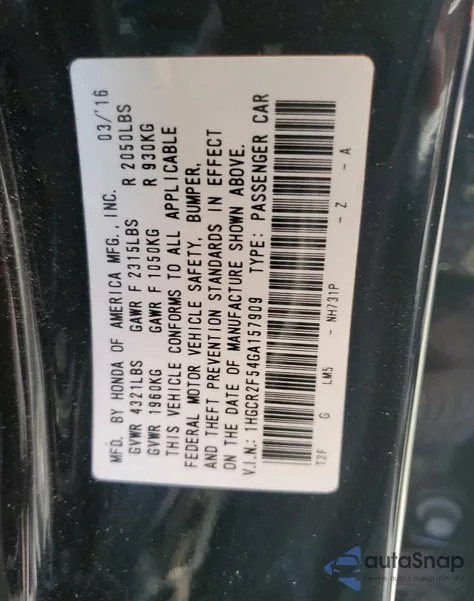 MFD. BY HONDA OF AMERICA MFG., INC. 03/'16
GVWR 4321LBS GAWR F 2315LBS R 2050LBS
GVWR 1960KG GAWR F 1050KG R 930KG
THIS VEHICLE CONFORMS TO ALL APPLICABLE
FEDERAL MOTOR VEHICLE SAFETY, BUMPER,
AND THEFT PREVENTION STANDARDS IN EFFECT
ON THE DATE OF MANUFACTURE SHOWN ABOVE.
V.I.N.: 1HGCR2F54GA157909 TYPE: PASSENGER CAR
T2F G LM5 - NH731P - Z - A
autaSnap